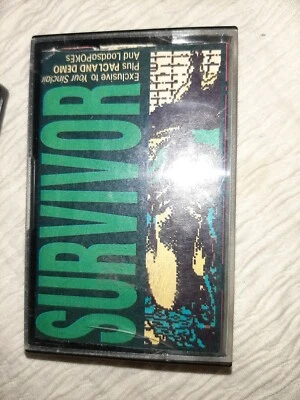 Exclusive to Your Sinclair
Plus PACLAND DEMO
And LoadsaPOKEs
SURVIVOR